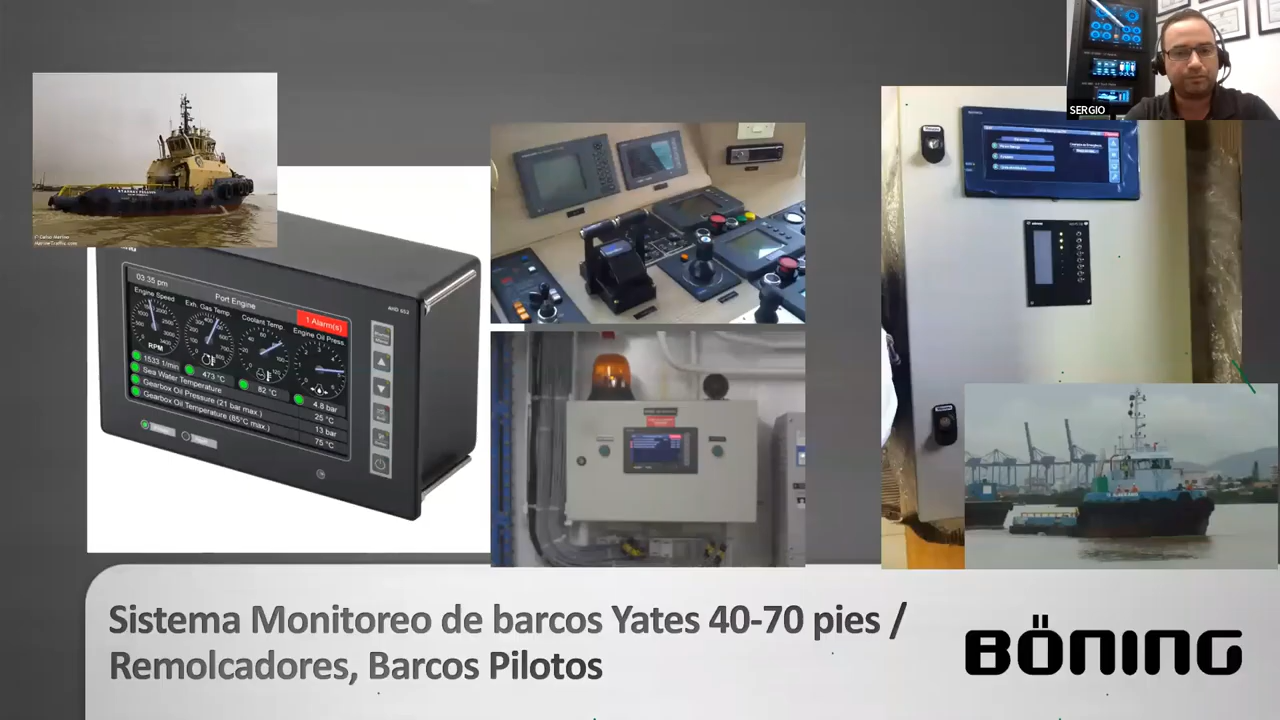 SERGIO
03:35 pm
Port Engine
1 Alarm(s)
Engine Speed
Exh. Gas Temp.
Coolant Temp.
Engine Oil Press.
RPM
1533 1/min
473 °C
82 °C
4.8 bar
Sea Water Temperature
25 °C
Gearbox Oil Pressure (21 bar max.)
13 bar
Gearbox Oil Temperature (85°C max.)
75 °C
Sistema Monitoreo de barcos Yates 40-70 pies /
Remolcadores, Barcos Pilotos
BÖNING